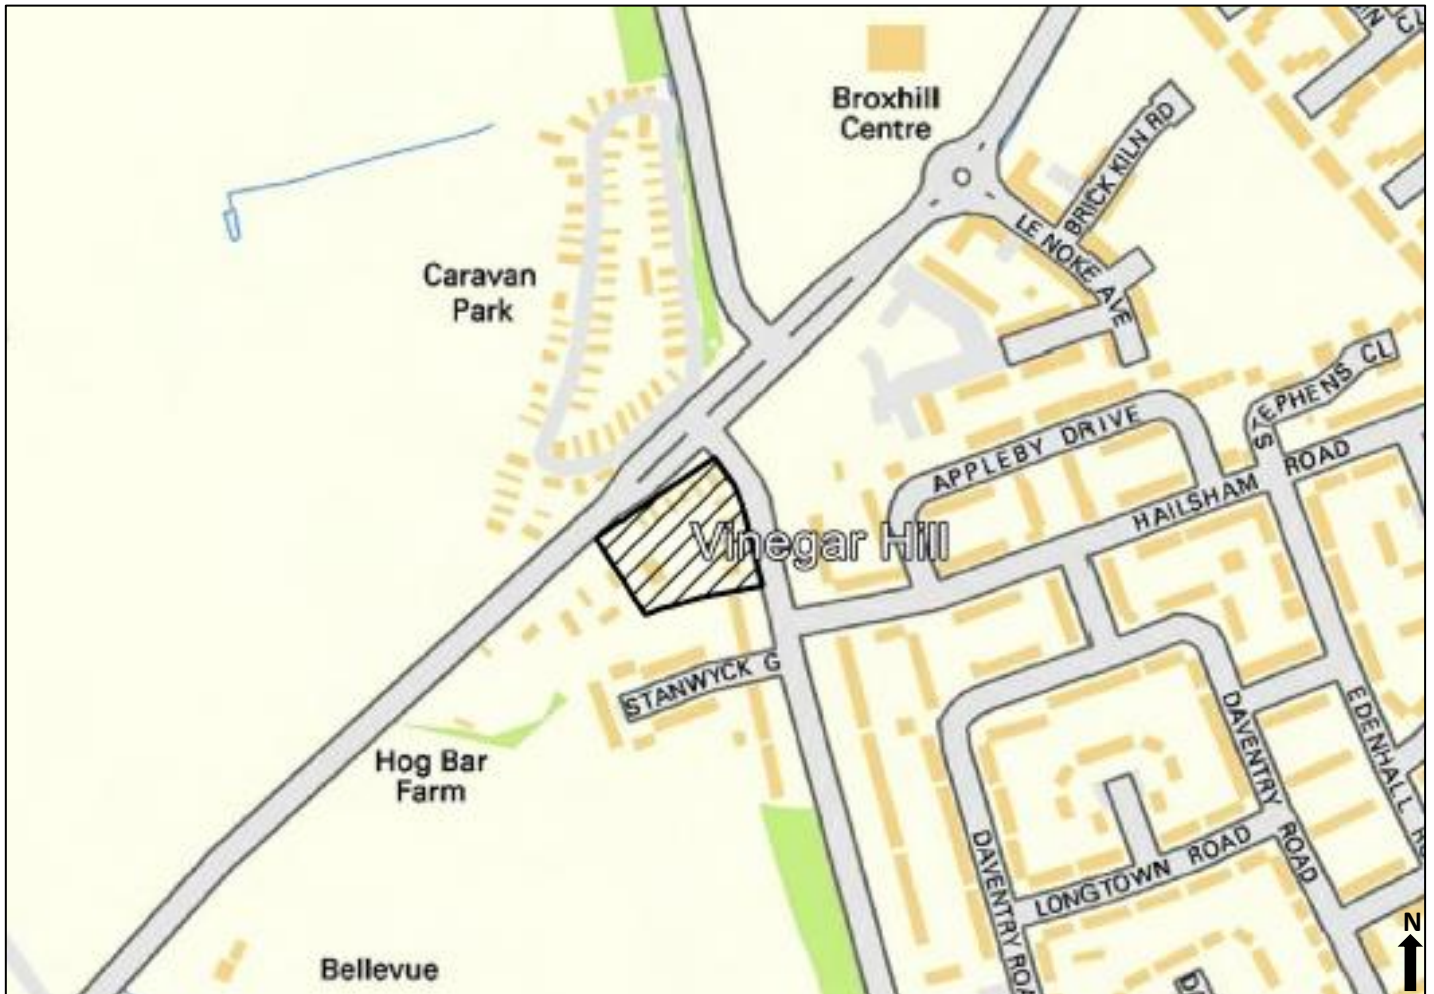 Broxhill
Centre
BRICK KILN RD
LE NOKE AVE
Caravan
Park
STEPHENS CL
APPLEBY DRIVE
HAILSHAM ROAD
Vinegar Hill
STANWYCK G
DAVENTRY ROAD
EDENHALL
Hog Bar
Farm
LONGTOWN ROAD
DAVENTRY ROA
Bellevue
N